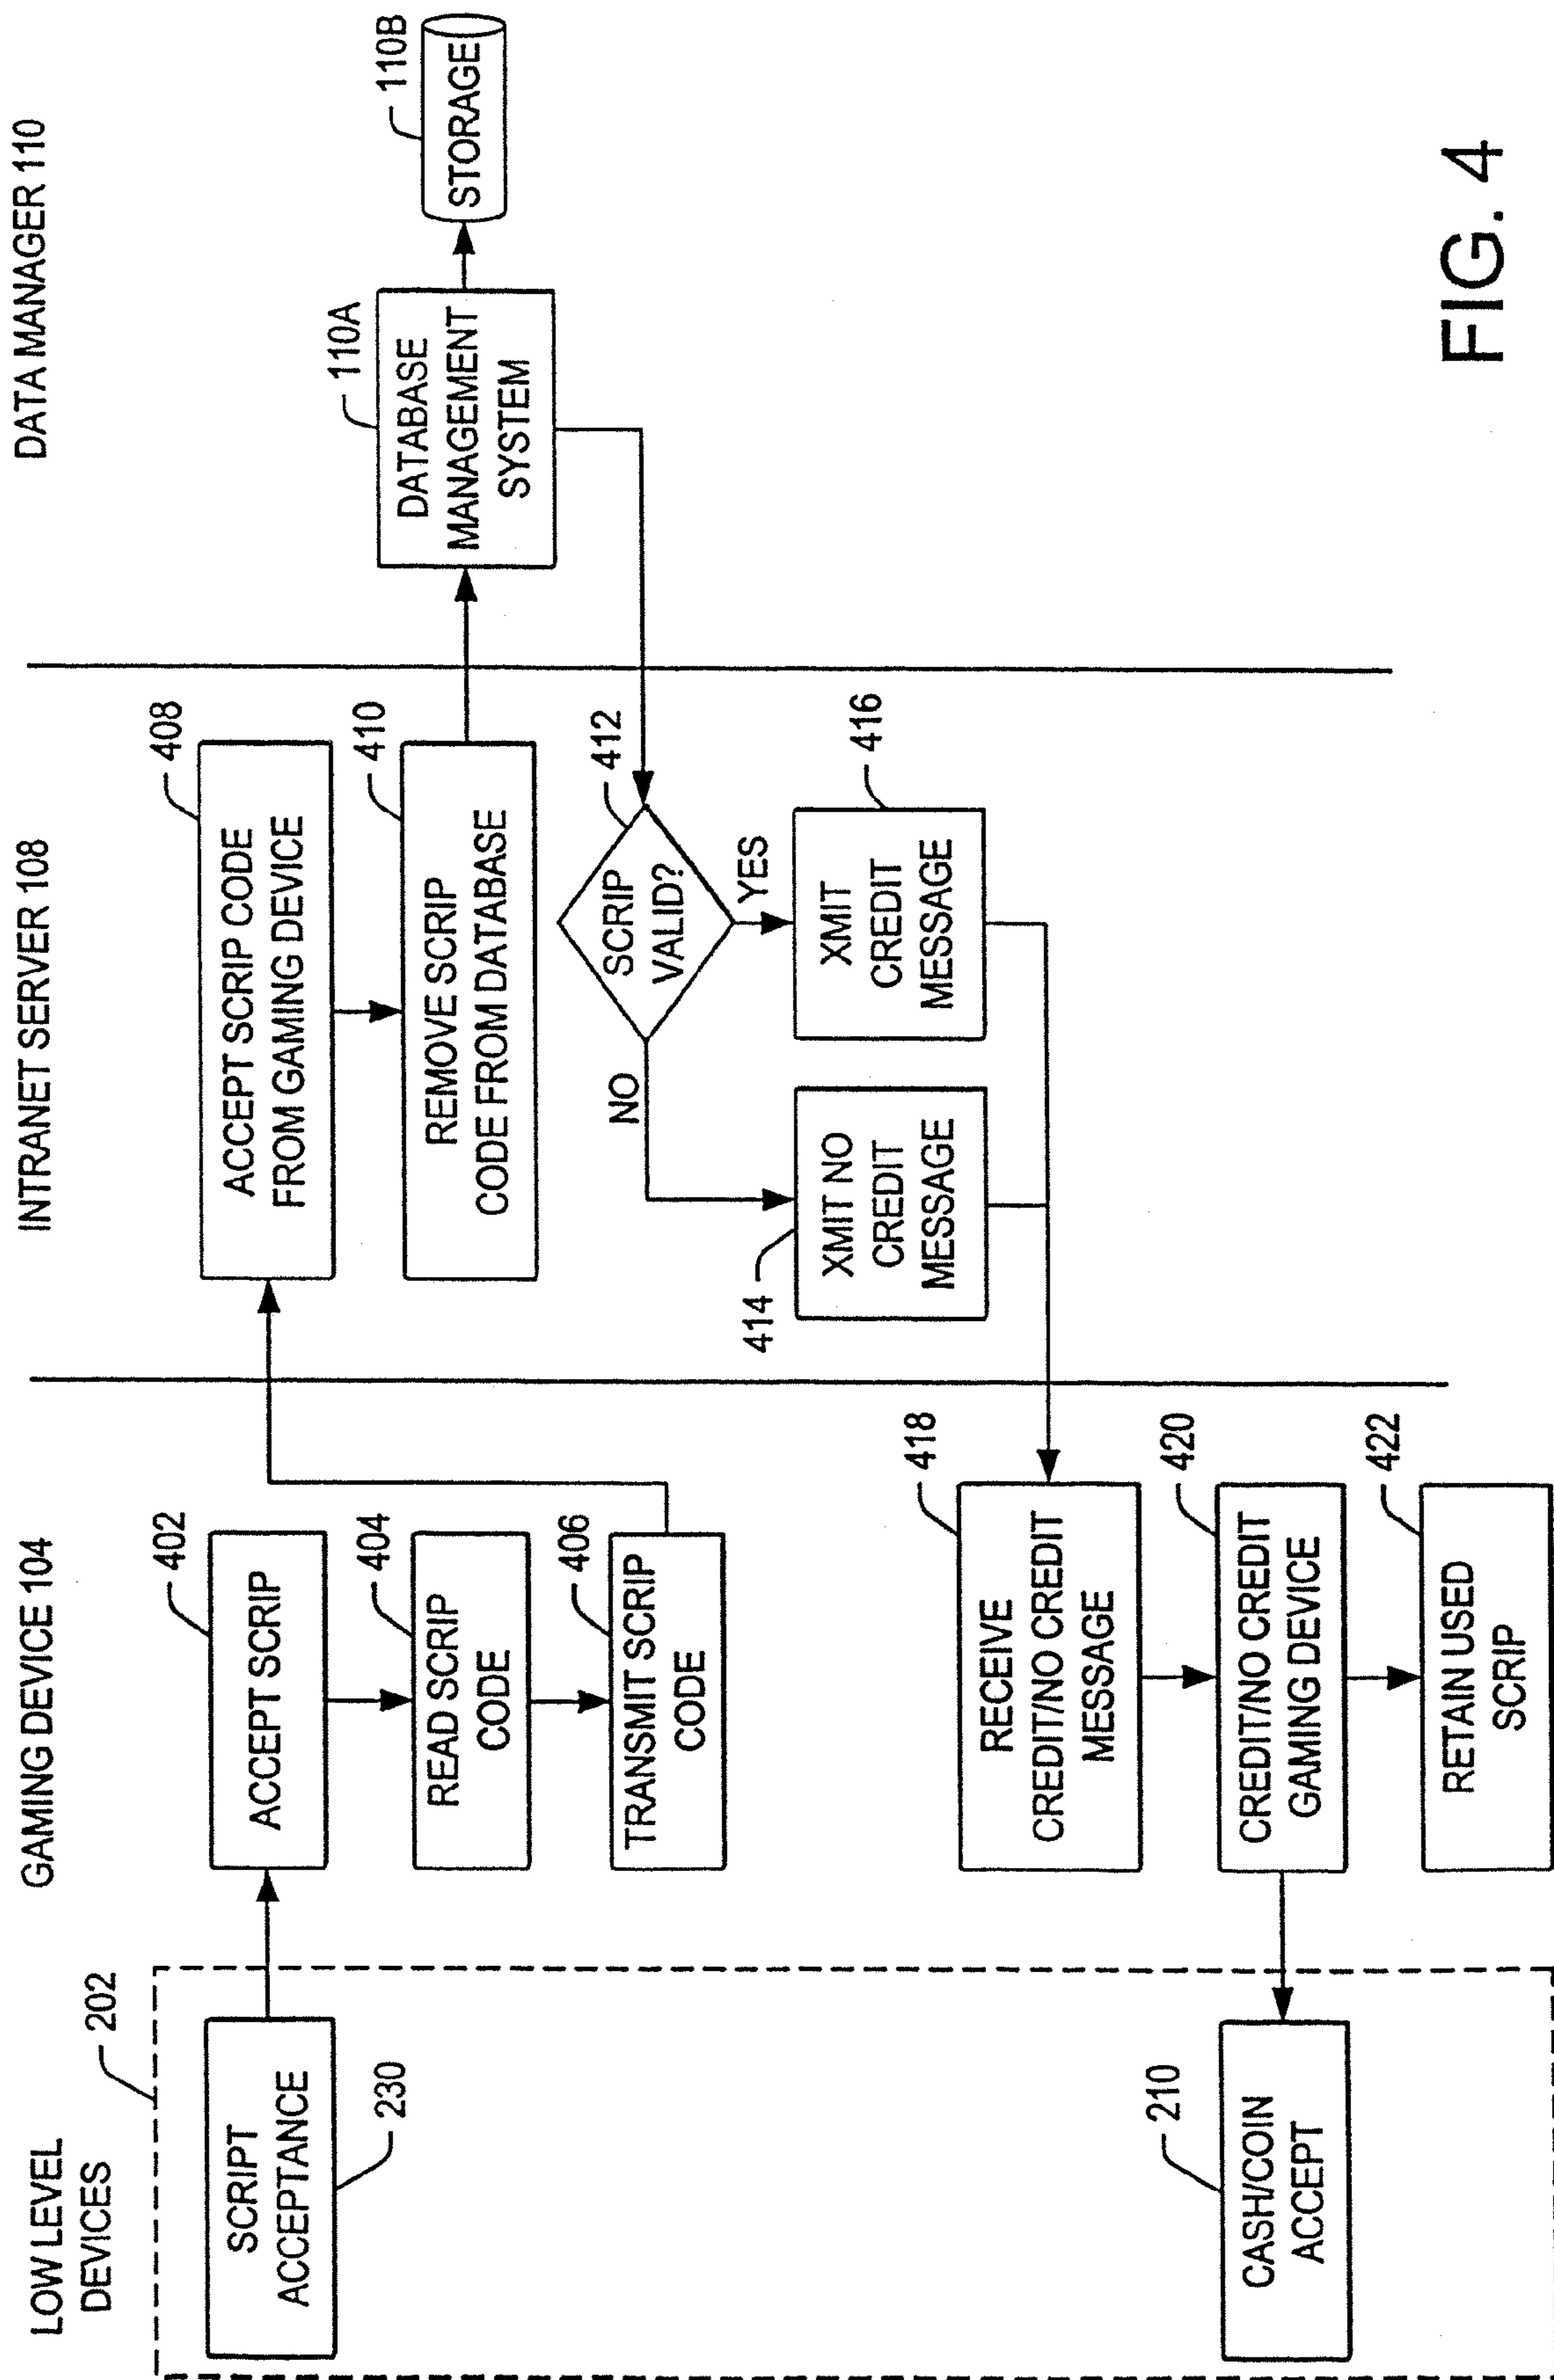 LOW LEVEL
DEVICES
202
SCRIPT
ACCEPTANCE
230
210
CASH/COIN
ACCEPT
GAMING DEVICE 104
402
ACCEPT SCRIP
404
READ SCRIP
CODE
406
TRANSMIT SCRIP
CODE
418
RECEIVE
CREDIT/NO CREDIT
MESSAGE
420
CREDIT/NO CREDIT
GAMING DEVICE
422
RETAIN USED
SCRIP
INTRANET SERVER 108
408
ACCEPT SCRIP CODE
FROM GAMING DEVICE
410
REMOVE SCRIP
CODE FROM DATABASE
412
SCRIP
VALID?
NO
YES
414
XMIT NO
CREDIT
MESSAGE
416
XMIT
CREDIT
MESSAGE
DATA MANAGER 110
110A
DATABASE
MANAGEMENT
SYSTEM
110B
STORAGE
FIG. 4